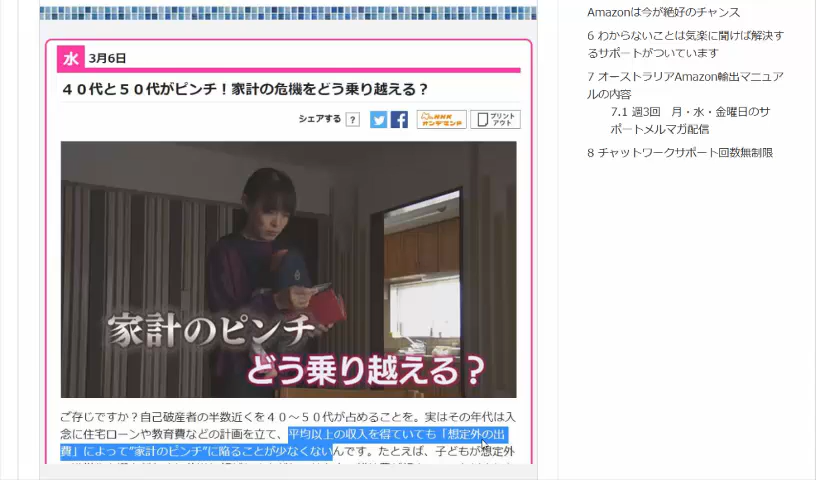 水 3月6日
４０代と５０代がピンチ！家計の危機をどう乗り越える？
シェアする ? NHKオンデマンド プリントアウト
家計のピンチ
どう乗り越える？
ご存じですか？自己破産者の半数近くを４０～５０代が占めることを。実はその年代は入
念に住宅ローンや教育費などの計画を立て、平均以上の収入を得ていても「想定外の出
費」によって"家計のピンチ"に陥ることが少なくないんです。たとえば、子どもが想定外
Amazonは今が絶好のチャンス
6 わからないことは気楽に聞けば解決す
るサポートがついています
7 オーストラリアAmazon輸出マニュア
ルの内容
7.1 週3回　月・水・金曜日のサ
ポートメルマガ配信
8 チャットワークサポート回数無制限